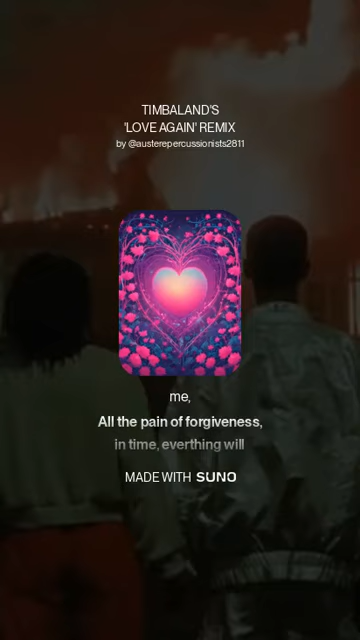 TIMBALAND'S
'LOVE AGAIN' REMIX
by @austerepercussionists2811
me,
All the pain of forgiveness,
in time, everthing will
MADE WITH SUNO